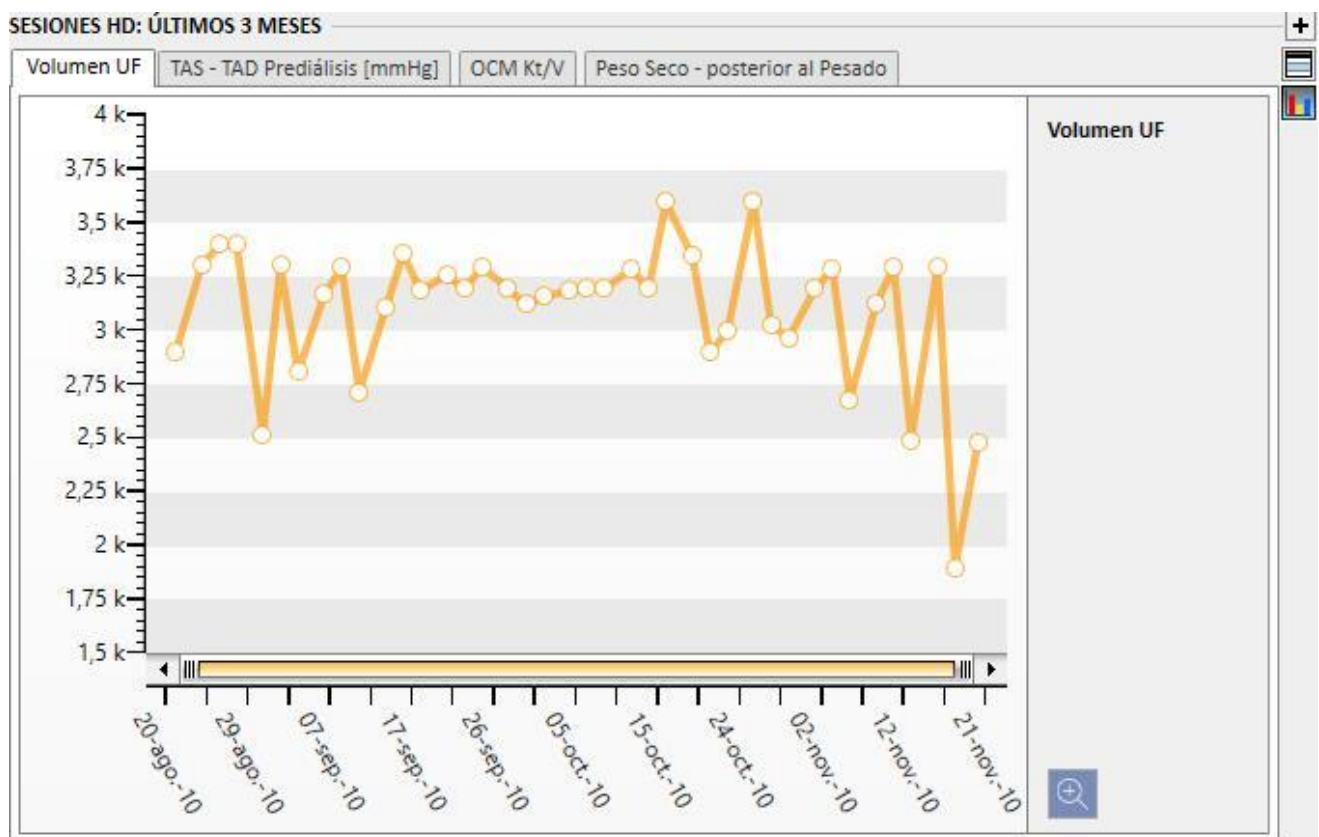 SESIONES HD: ÚLTIMOS 3 MESES
Volumen UF
TAS - TAD Prediálisis [mmHg]
OCM Kt/V
Peso Seco - posterior al Pesado
4 k
3,75 k
3,5 k
3,25 k
3 k
2,75 k
2,5 k
2,25 k
2 k
1,75 k
1,5 k
Volumen UF
20-ago.-10
29-ago.-10
07-sep.-10
17-sep.-10
26-sep.-10
05-oct.-10
15-oct.-10
24-oct.-10
02-nov.-10
12-nov.-10
21-nov.-10